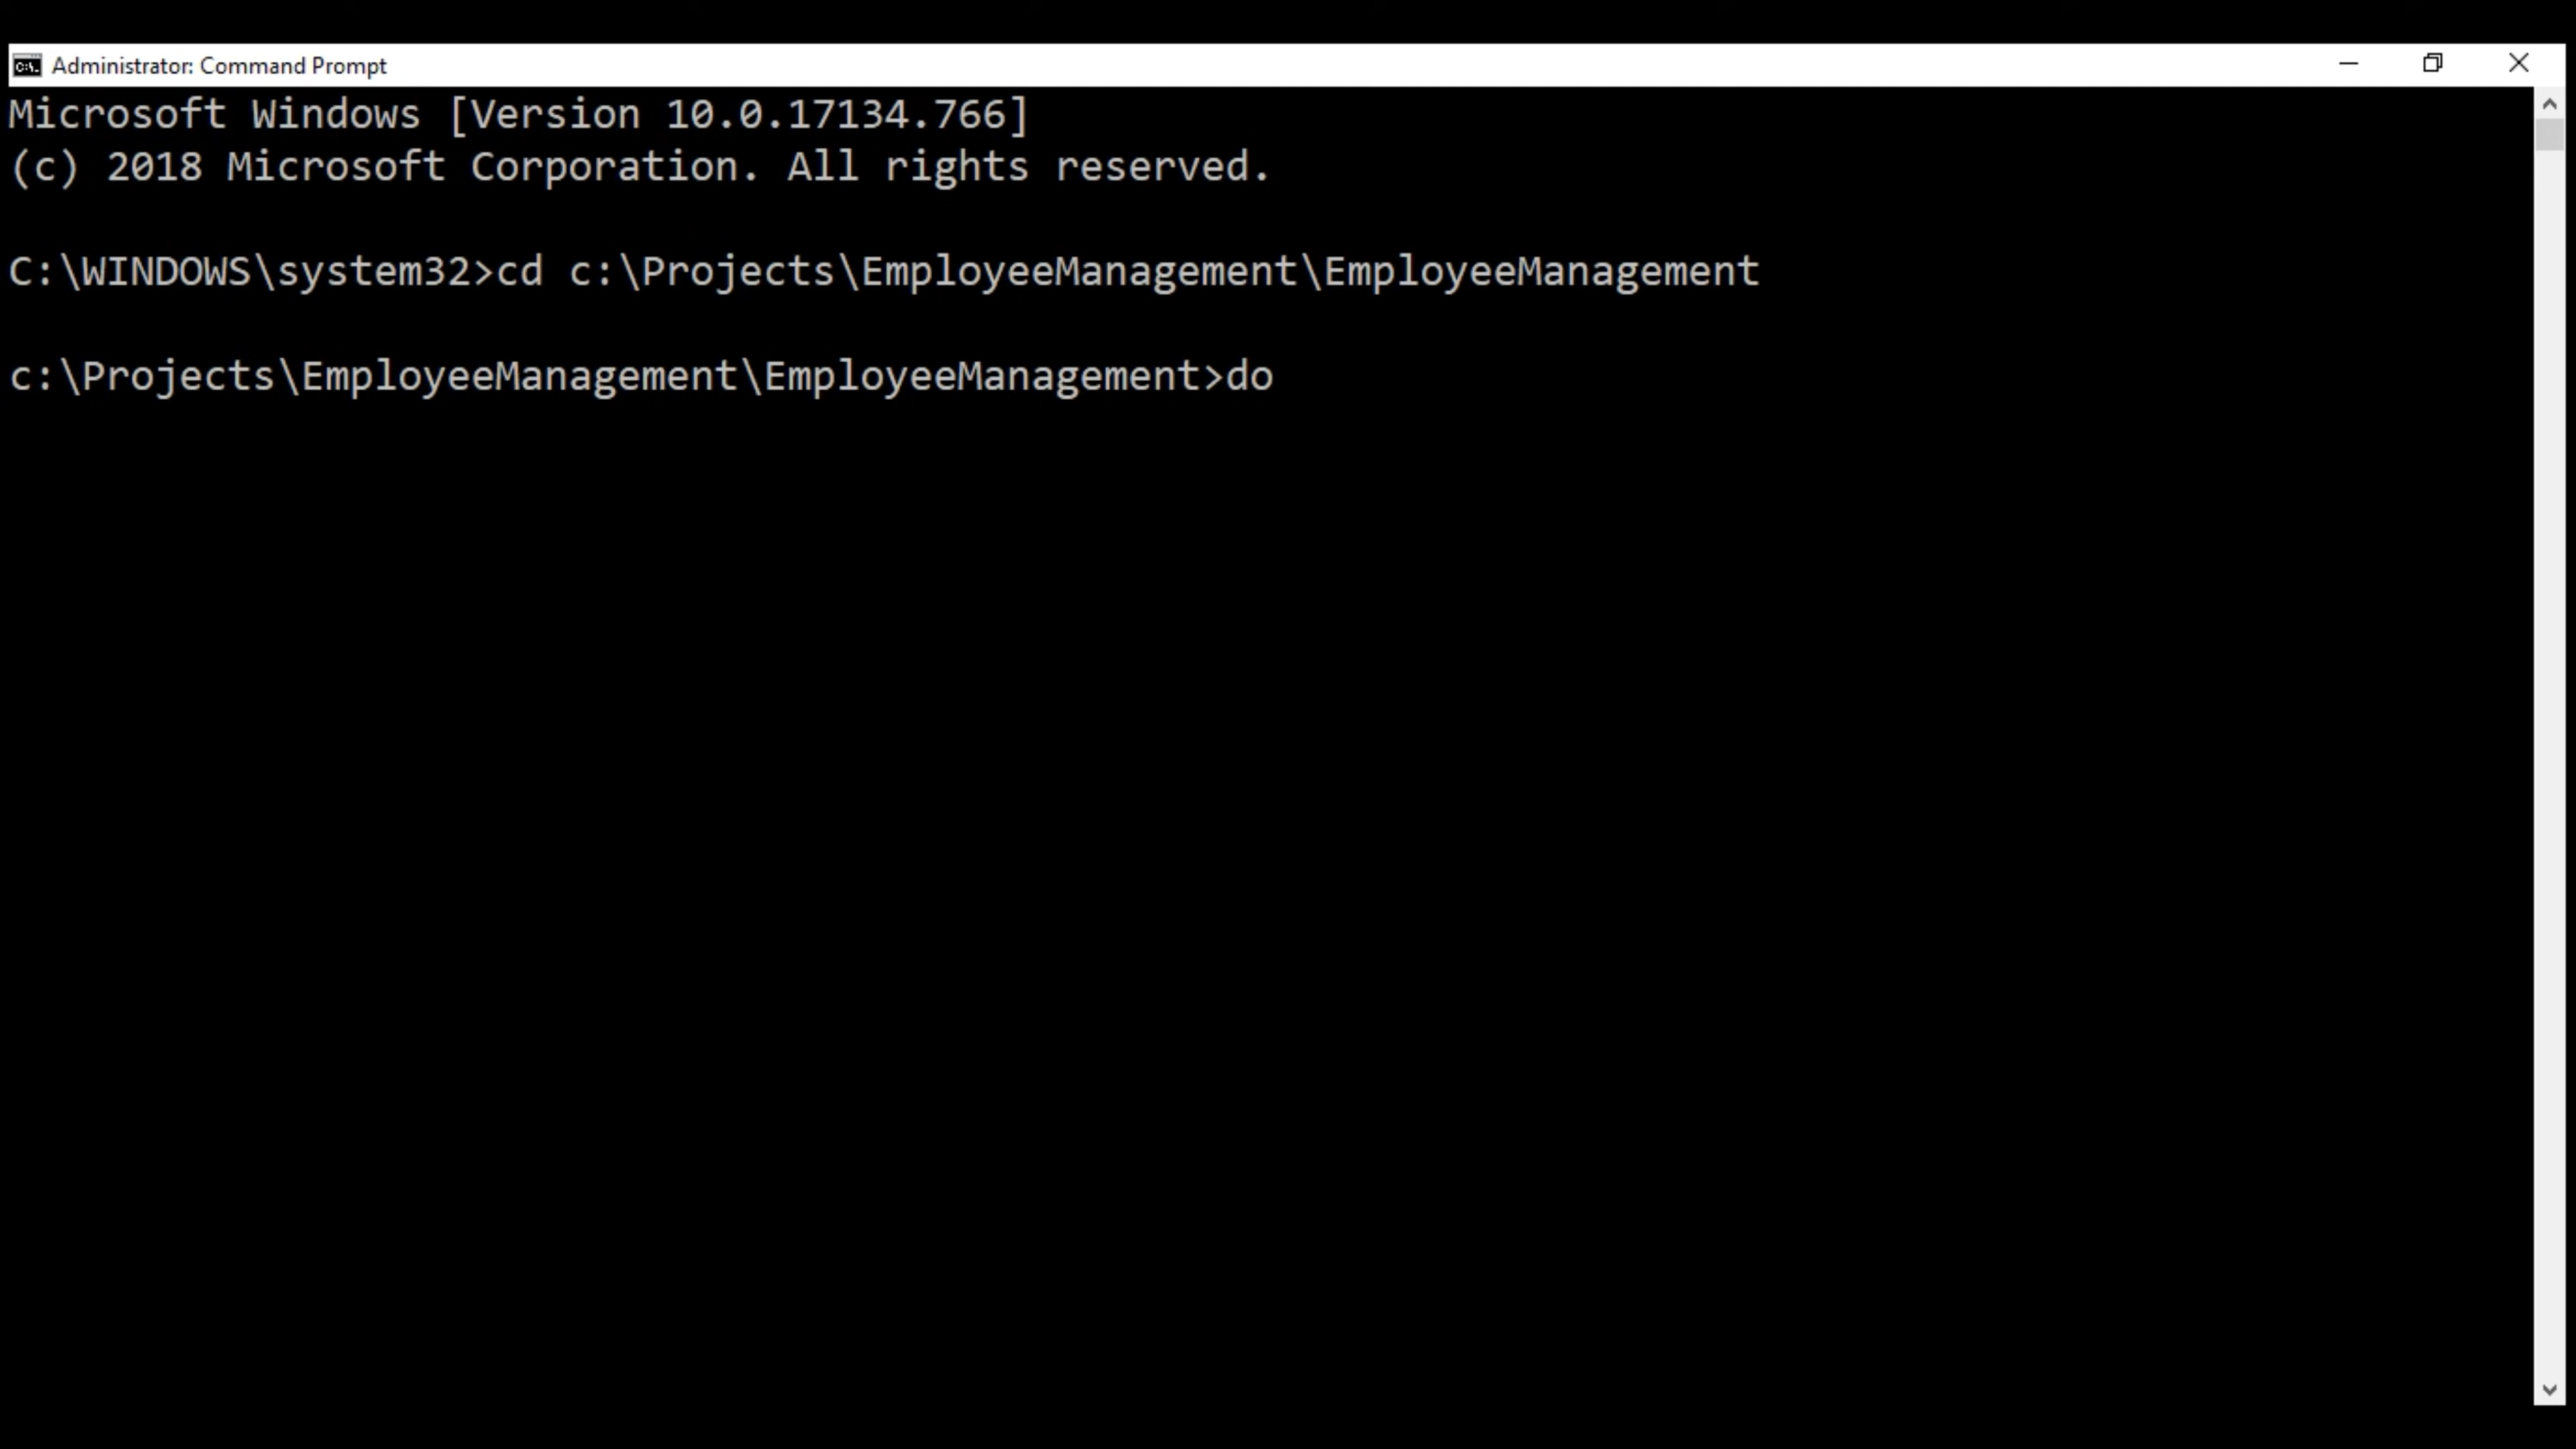 Administrator: Command Prompt
Microsoft Windows [Version 10.0.17134.766]
(c) 2018 Microsoft Corporation. All rights reserved.
C:\WINDOWS\system32>cd c:\Projects\EmployeeManagement\EmployeeManagement
c:\Projects\EmployeeManagement\EmployeeManagement>do